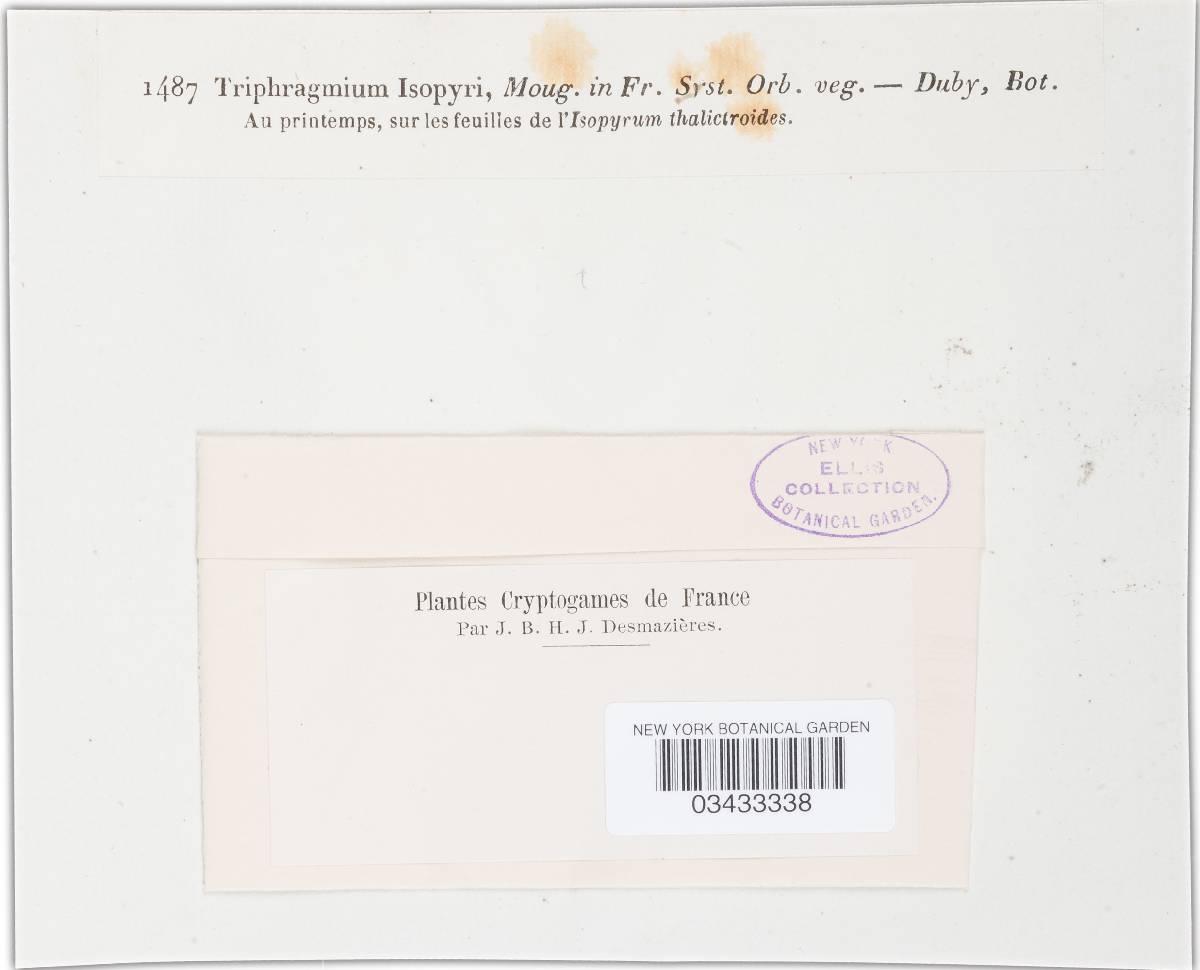 1487 Triphragmium Isopyri, Moug. in Fr. Syst. Orb. veg. — Duby, Bot.
Au printemps, sur les feuilles de l'Isopyrum thalictroides.
NEW YORK
ELLIS
COLLECTION
BOTANICAL GARDEN.
Plantes Cryptogames de France
Par J. B. H. J. Desmazières.
NEW YORK BOTANICAL GARDEN
03433338